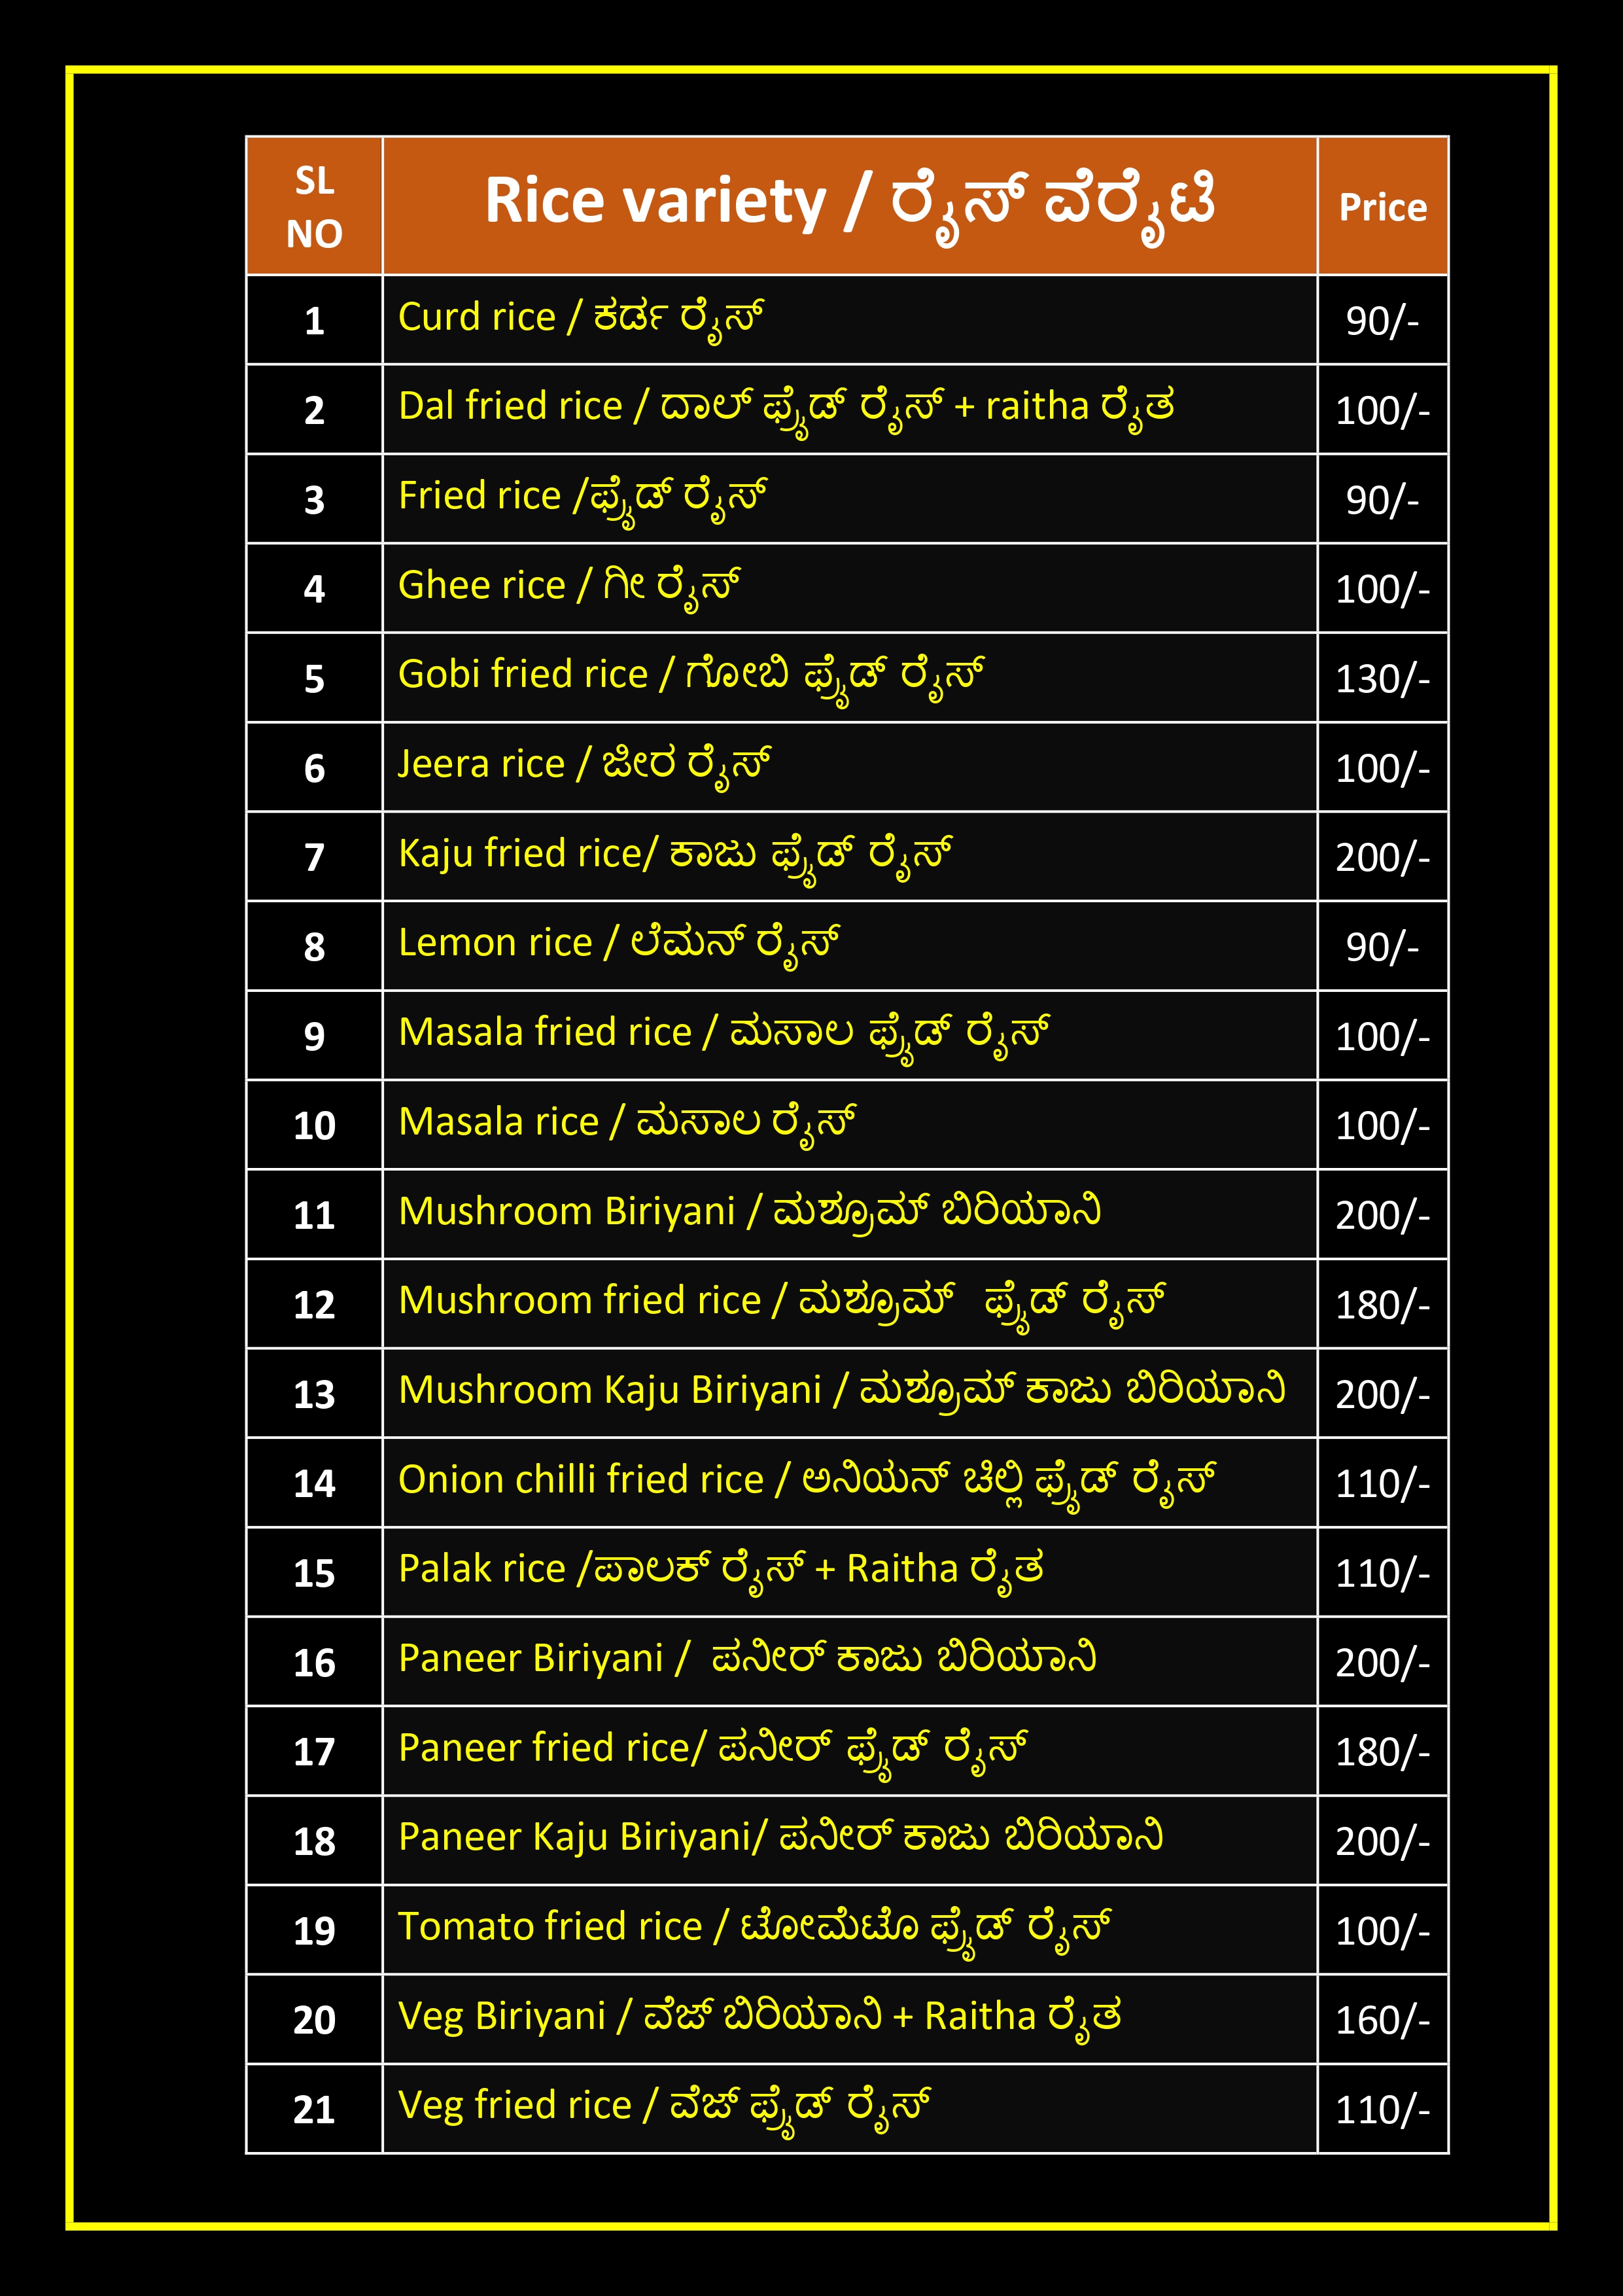 SL NO Rice variety / ರೈಸ್ ವೆರೈಟಿ Price
1 Curd rice / ಕರ್ಡ ರೈಸ್ 90/-
2 Dal fried rice / ದಾಲ್ ಫ್ರೈಡ್ ರೈಸ್ + raitha ರೈತ 100/-
3 Fried rice /ಫ್ರೈಡ್ ರೈಸ್ 90/-
4 Ghee rice / ಗೀ ರೈಸ್ 100/-
5 Gobi fried rice / ಗೋಬಿ ಫ್ರೈಡ್ ರೈಸ್ 130/-
6 Jeera rice / ಜೀರ ರೈಸ್ 100/-
7 Kaju fried rice/ ಕಾಜು ಫ್ರೈಡ್ ರೈಸ್ 200/-
8 Lemon rice / ಲೆಮನ್ ರೈಸ್ 90/-
9 Masala fried rice / ಮಸಾಲ ಫ್ರೈಡ್ ರೈಸ್ 100/-
10 Masala rice / ಮಸಾಲ ರೈಸ್ 100/-
11 Mushroom Biriyani / ಮಶ್ರೂಮ್ ಬಿರಿಯಾನಿ 200/-
12 Mushroom fried rice / ಮಶ್ರೂಮ್ ಫ್ರೈಡ್ ರೈಸ್ 180/-
13 Mushroom Kaju Biriyani / ಮಶ್ರೂಮ್ ಕಾಜು ಬಿರಿಯಾನಿ 200/-
14 Onion chilli fried rice / ಅನಿಯನ್ ಚಿಲ್ಲಿ ಫ್ರೈಡ್ ರೈಸ್ 110/-
15 Palak rice /ಪಾಲಕ್ ರೈಸ್ + Raitha ರೈತ 110/-
16 Paneer Biriyani / ಪನೀರ್ ಕಾಜು ಬಿರಿಯಾನಿ 200/-
17 Paneer fried rice/ ಪನೀರ್ ಫ್ರೈಡ್ ರೈಸ್ 180/-
18 Paneer Kaju Biriyani/ ಪನೀರ್ ಕಾಜು ಬಿರಿಯಾನಿ 200/-
19 Tomato fried rice / ಟೋಮೆಟೊ ಫ್ರೈಡ್ ರೈಸ್ 100/-
20 Veg Biriyani / ವೆಜ್ ಬಿರಿಯಾನಿ + Raitha ರೈತ 160/-
21 Veg fried rice / ವೆಜ್ ಫ್ರೈಡ್ ರೈಸ್ 110/-